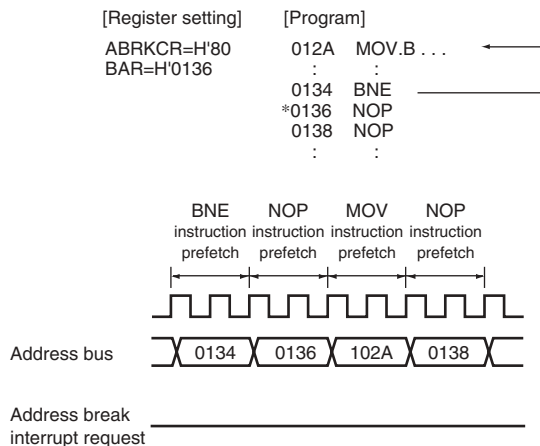 [Register setting] [Program]
ABRKCR=H'80 012A MOV.B . . .
BAR=H'0136 : :
0134 BNE
*0136 NOP
0138 NOP
: :
BNE NOP MOV NOP
instruction instruction instruction instruction
prefetch prefetch prefetch prefetch
Address bus 0134 0136 102A 0138
Address break
interrupt request